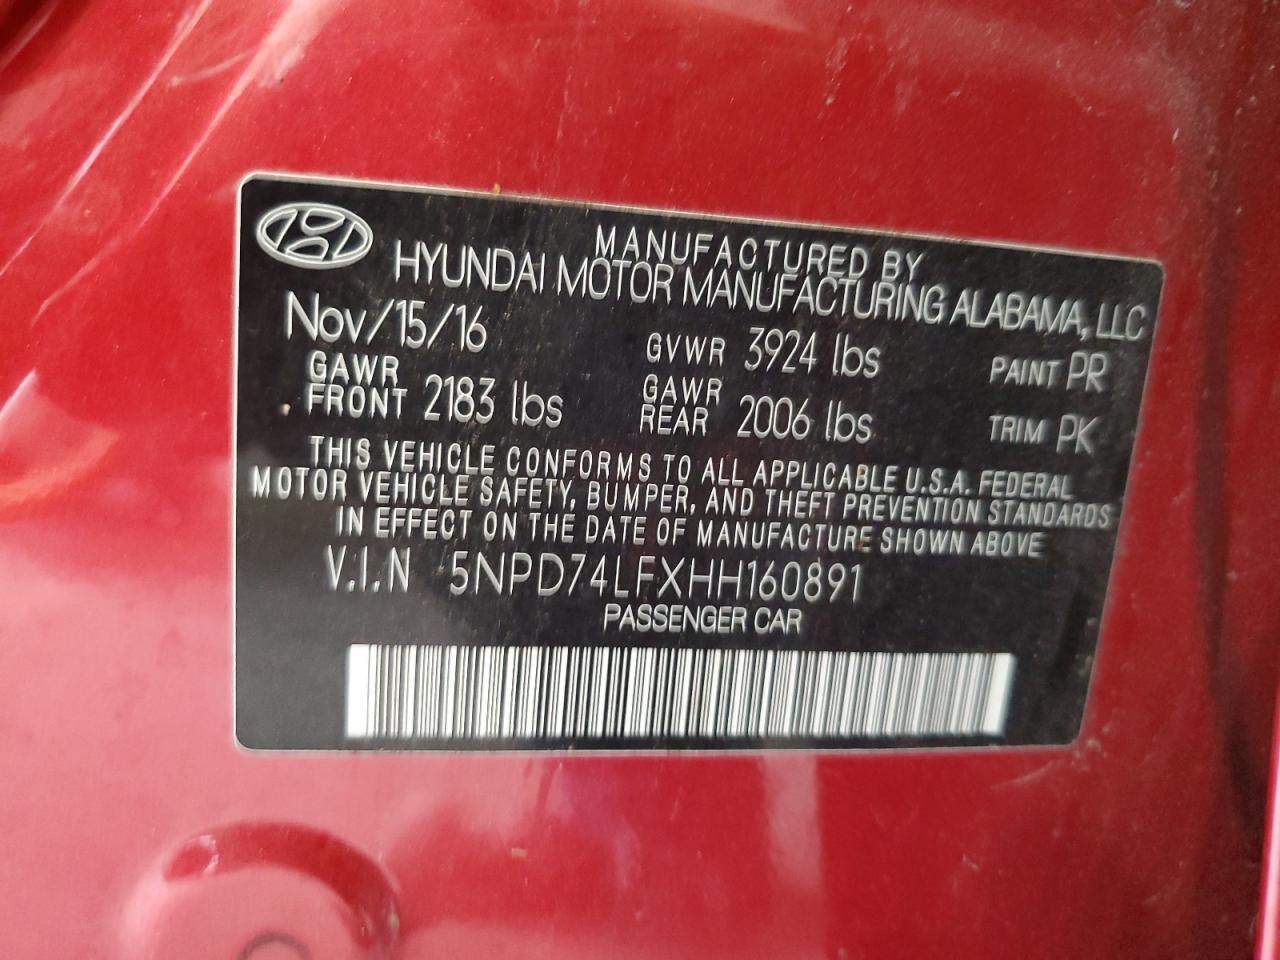 MANUFACTURED BY
HYUNDAI MOTOR MANUFACTURING ALABAMA, LLC
Nov/15/16 GVWR 3924 lbs PAINT PR
GAWR FRONT 2183 lbs GAWR REAR 2006 lbs TRIM PK
THIS VEHICLE CONFORMS TO ALL APPLICABLE U.S.A. FEDERAL
MOTOR VEHICLE SAFETY, BUMPER, AND THEFT PREVENTION STANDARDS
IN EFFECT ON THE DATE OF MANUFACTURE SHOWN ABOVE
V.I.N 5NPD74LFXHH160891
PASSENGER CAR